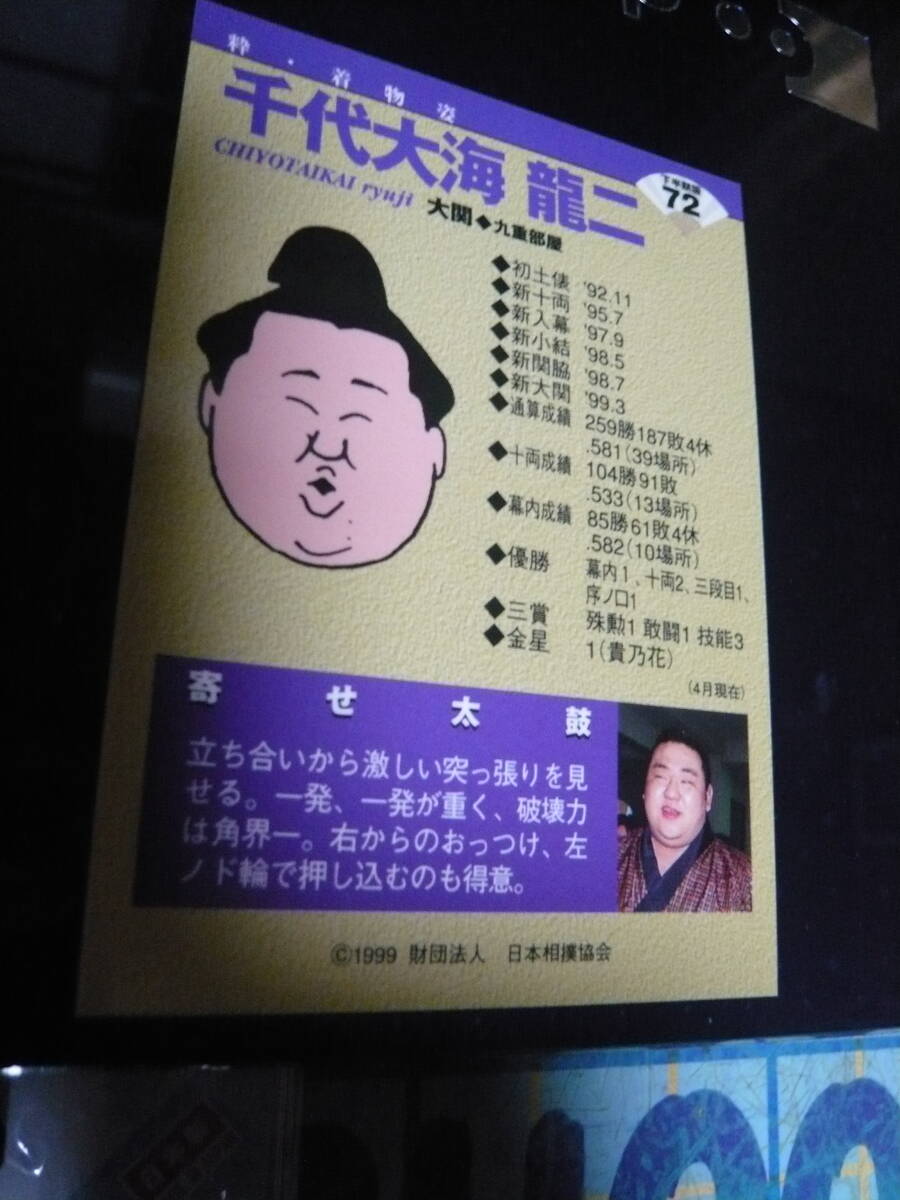 粋・着物姿
千代大海 龍二
CHIYOTAIKAI ryuji
72
大関◆九重部屋
◆初土俵 '92.11
◆新十両 '95.7
◆新入幕 '97.9
◆新小結 '98.5
◆新関脇 '98.7
◆新大関 '99.3
◆通算成績 259勝187敗4休
.581(39場所)
◆十両成績 104勝91敗
.533(13場所)
◆幕内成績 85勝61敗4休
.582(10場所)
◆優勝 幕内1、十両2、三段目1、
序ノ口1
◆三賞 殊勲1 敢闘1 技能3
◆金星 1(貴乃花)
(4月現在)
寄せ太鼓
立ち合いから激しい突っ張りを見
せる。一発、一発が重く、破壊力
は角界一。右からのおっつけ、左
ノド輪で押し込むのも得意。
©1999 財団法人 日本相撲協会